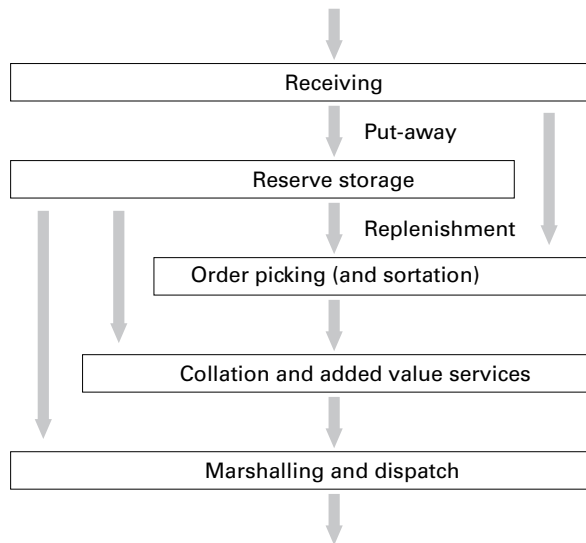 Receiving
Put-away
Reserve storage
Replenishment
Order picking (and sortation)
Collation and added value services
Marshalling and dispatch